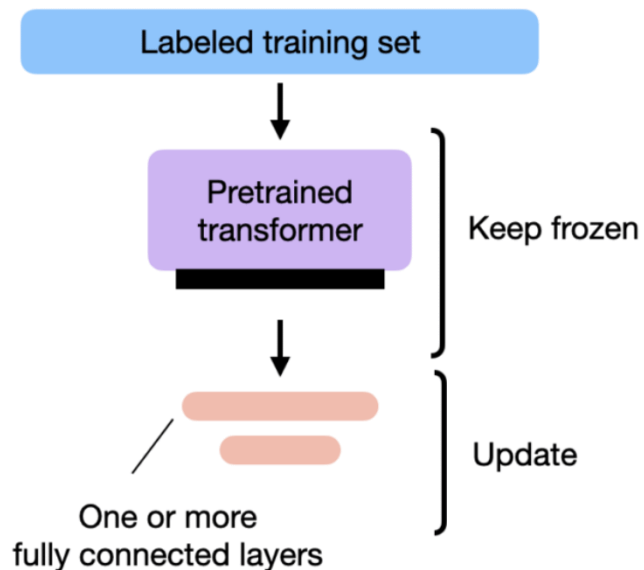 Labeled training set
Pretrained
transformer
Keep frozen
Update
One or more
fully connected layers